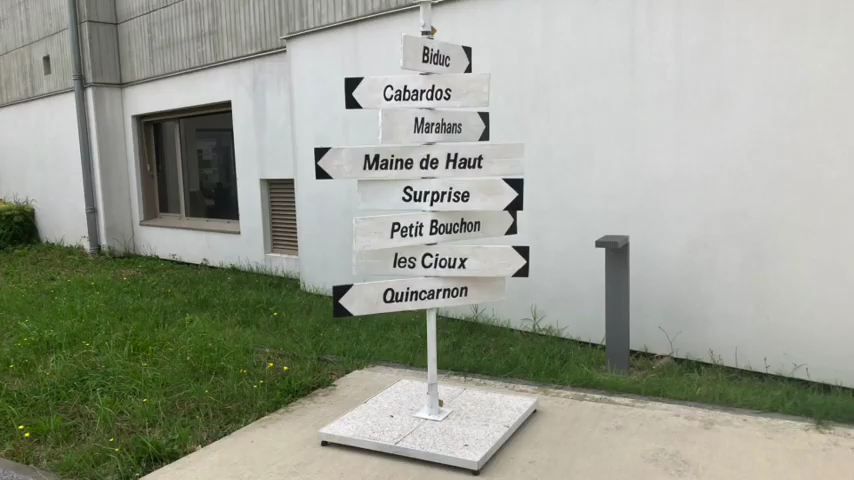 Biduc
Cabardos
Marahans
Maine de Haut
Surprise
Petit Bouchon
les Cioux
Quincarnon